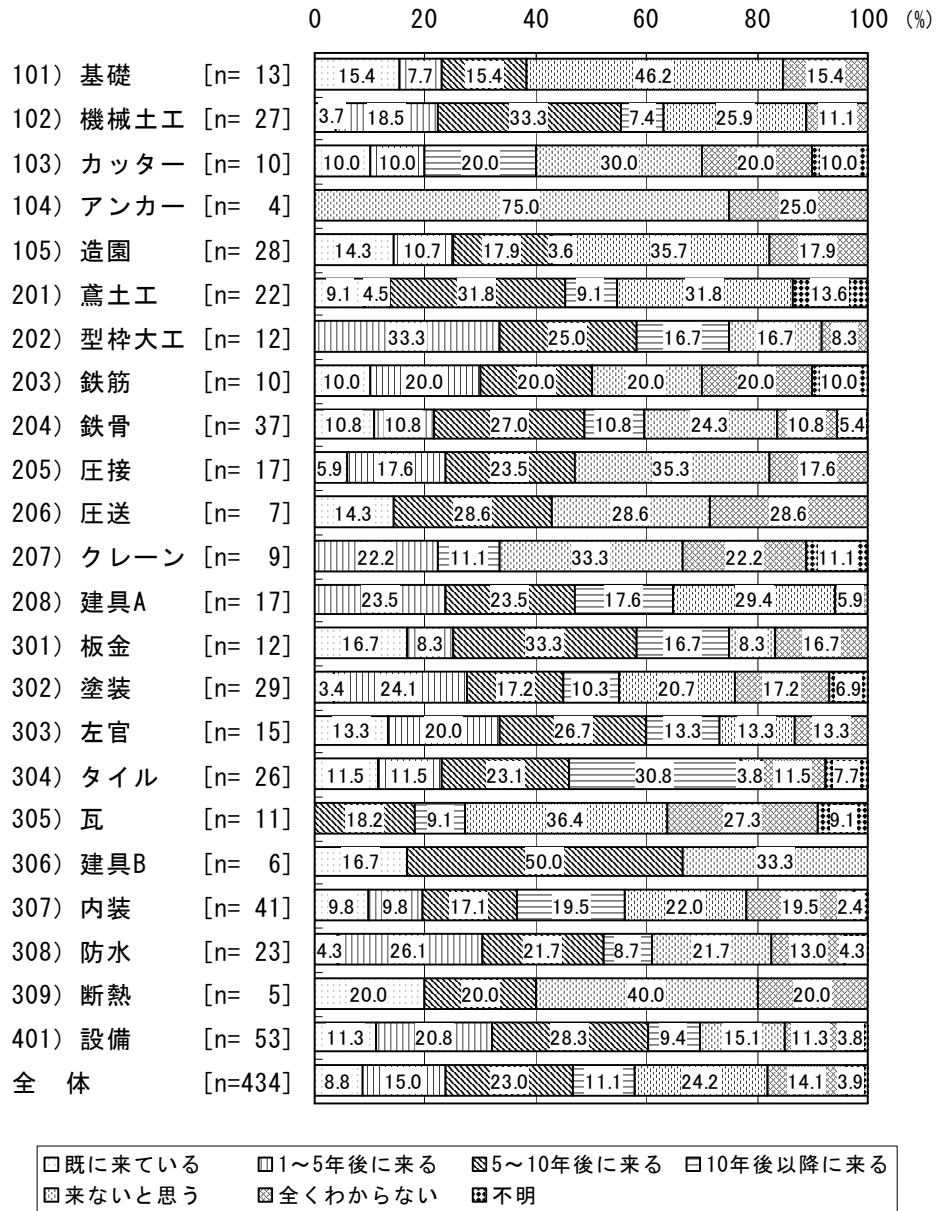 0 20 40 60 80 100 (%)
101) 基礎 [n= 13] 15.4 7.7 15.4 46.2 15.4
102) 機械土工 [n= 27] 3.7 18.5 33.3 7.4 25.9 11.1
103) カッター [n= 10] 10.0 10.0 20.0 30.0 20.0 10.0
104) アンカー [n= 4] 75.0 25.0
105) 造園 [n= 28] 14.3 10.7 17.9 3.6 35.7 17.9
201) 鳶土工 [n= 22] 9.1 4.5 31.8 9.1 31.8 13.6
202) 型枠大工 [n= 12] 33.3 25.0 16.7 16.7 8.3
203) 鉄筋 [n= 10] 10.0 20.0 20.0 20.0 20.0 10.0
204) 鉄骨 [n= 37] 10.8 10.8 27.0 10.8 24.3 10.8 5.4
205) 圧接 [n= 17] 5.9 17.6 23.5 35.3 17.6
206) 圧送 [n= 7] 14.3 28.6 28.6 28.6
207) クレーン [n= 9] 22.2 11.1 33.3 22.2 11.1
208) 建具A [n= 17] 23.5 23.5 17.6 29.4 5.9
301) 板金 [n= 12] 16.7 8.3 33.3 16.7 8.3 16.7
302) 塗装 [n= 29] 3.4 24.1 17.2 10.3 20.7 17.2 6.9
303) 左官 [n= 15] 13.3 20.0 26.7 13.3 13.3 13.3
304) タイル [n= 26] 11.5 11.5 23.1 30.8 3.8 11.5 7.7
305) 瓦 [n= 11] 18.2 9.1 36.4 27.3 9.1
306) 建具B [n= 6] 16.7 50.0 33.3
307) 内装 [n= 41] 9.8 9.8 17.1 19.5 22.0 19.5 2.4
308) 防水 [n= 23] 4.3 26.1 21.7 8.7 21.7 13.0 4.3
309) 断熱 [n= 5] 20.0 20.0 40.0 20.0
401) 設備 [n= 53] 11.3 20.8 28.3 9.4 15.1 11.3 3.8
全 体 [n=434] 8.8 15.0 23.0 11.1 24.2 14.1 3.9
既に来ている 1~5年後に来る 5~10年後に来る 10年後以降に来る
来ないと思う 全くわからない 不明